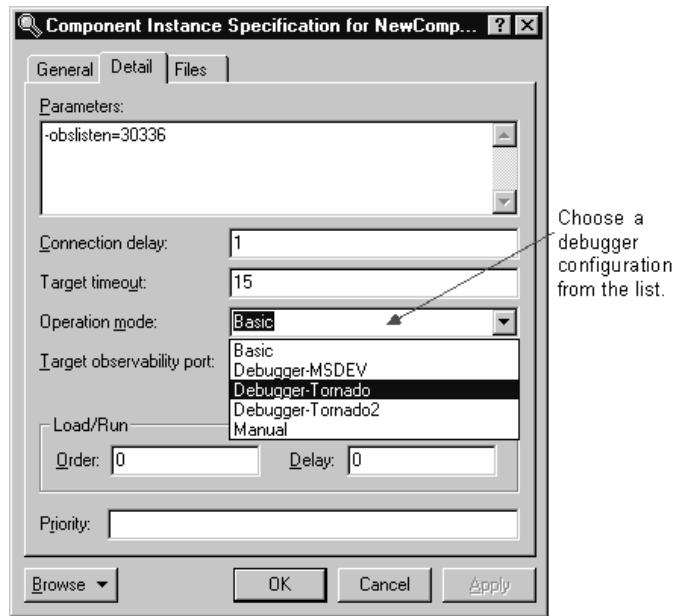 Component Instance Specification for NewComp...
General Detail Files
Parameters:
-obslisten=30336
Connection delay: 1
Target timeout: 15
Operation mode: Basic
Target observability port:
Basic
Debugger-MSDEV
Debugger-Tornado
Debugger-Tornado2
Manual
Load/Run
Order: 0 Delay: 0
Priority:
Browse OK Cancel Apply
Choose a
debugger
configuration
from the list.